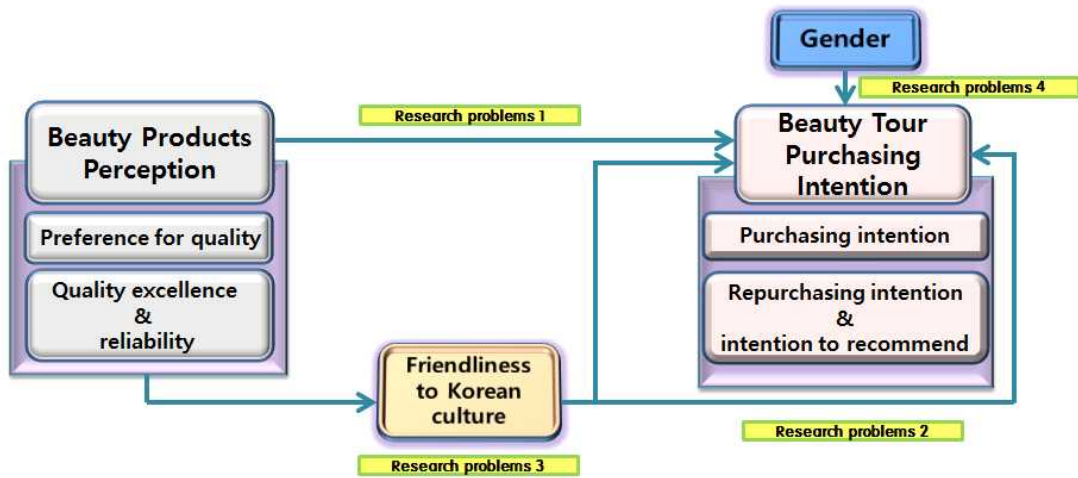 Gender
Research problems 4
Research problems 1
Beauty Products
Perception
Preference for quality
Quality excellence
&
reliability
Beauty Tour
Purchasing
Intention
Purchasing intention
Repurchasing intention
&
intention to recommend
Friendliness
to Korean
culture
Research problems 2
Research problems 3